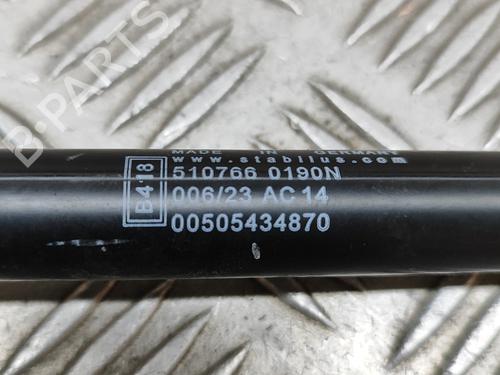 B-PARTS
MADE IN GERMANY
www.stabilus.com
510766 0190N
006/23 AC 14
00505434870
B418